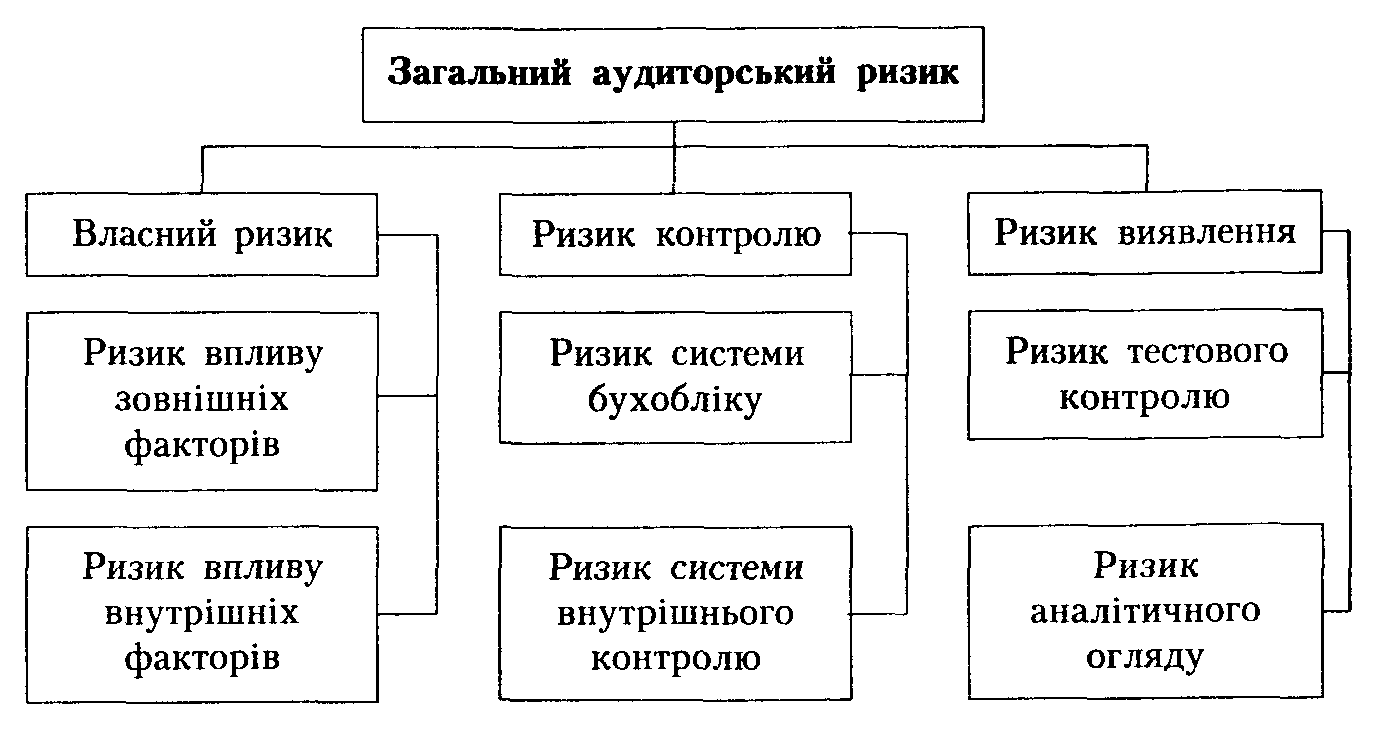 Загальний аудиторський ризик
Власний ризик
Ризик впливу
зовнішніх
факторів
Ризик впливу
внутрішніх
факторів
Ризик контролю
Ризик системи
бухобліку
Ризик системи
внутрішнього
контролю
Ризик виявлення
Ризик тестового
контролю
Ризик
аналітичного
огляду